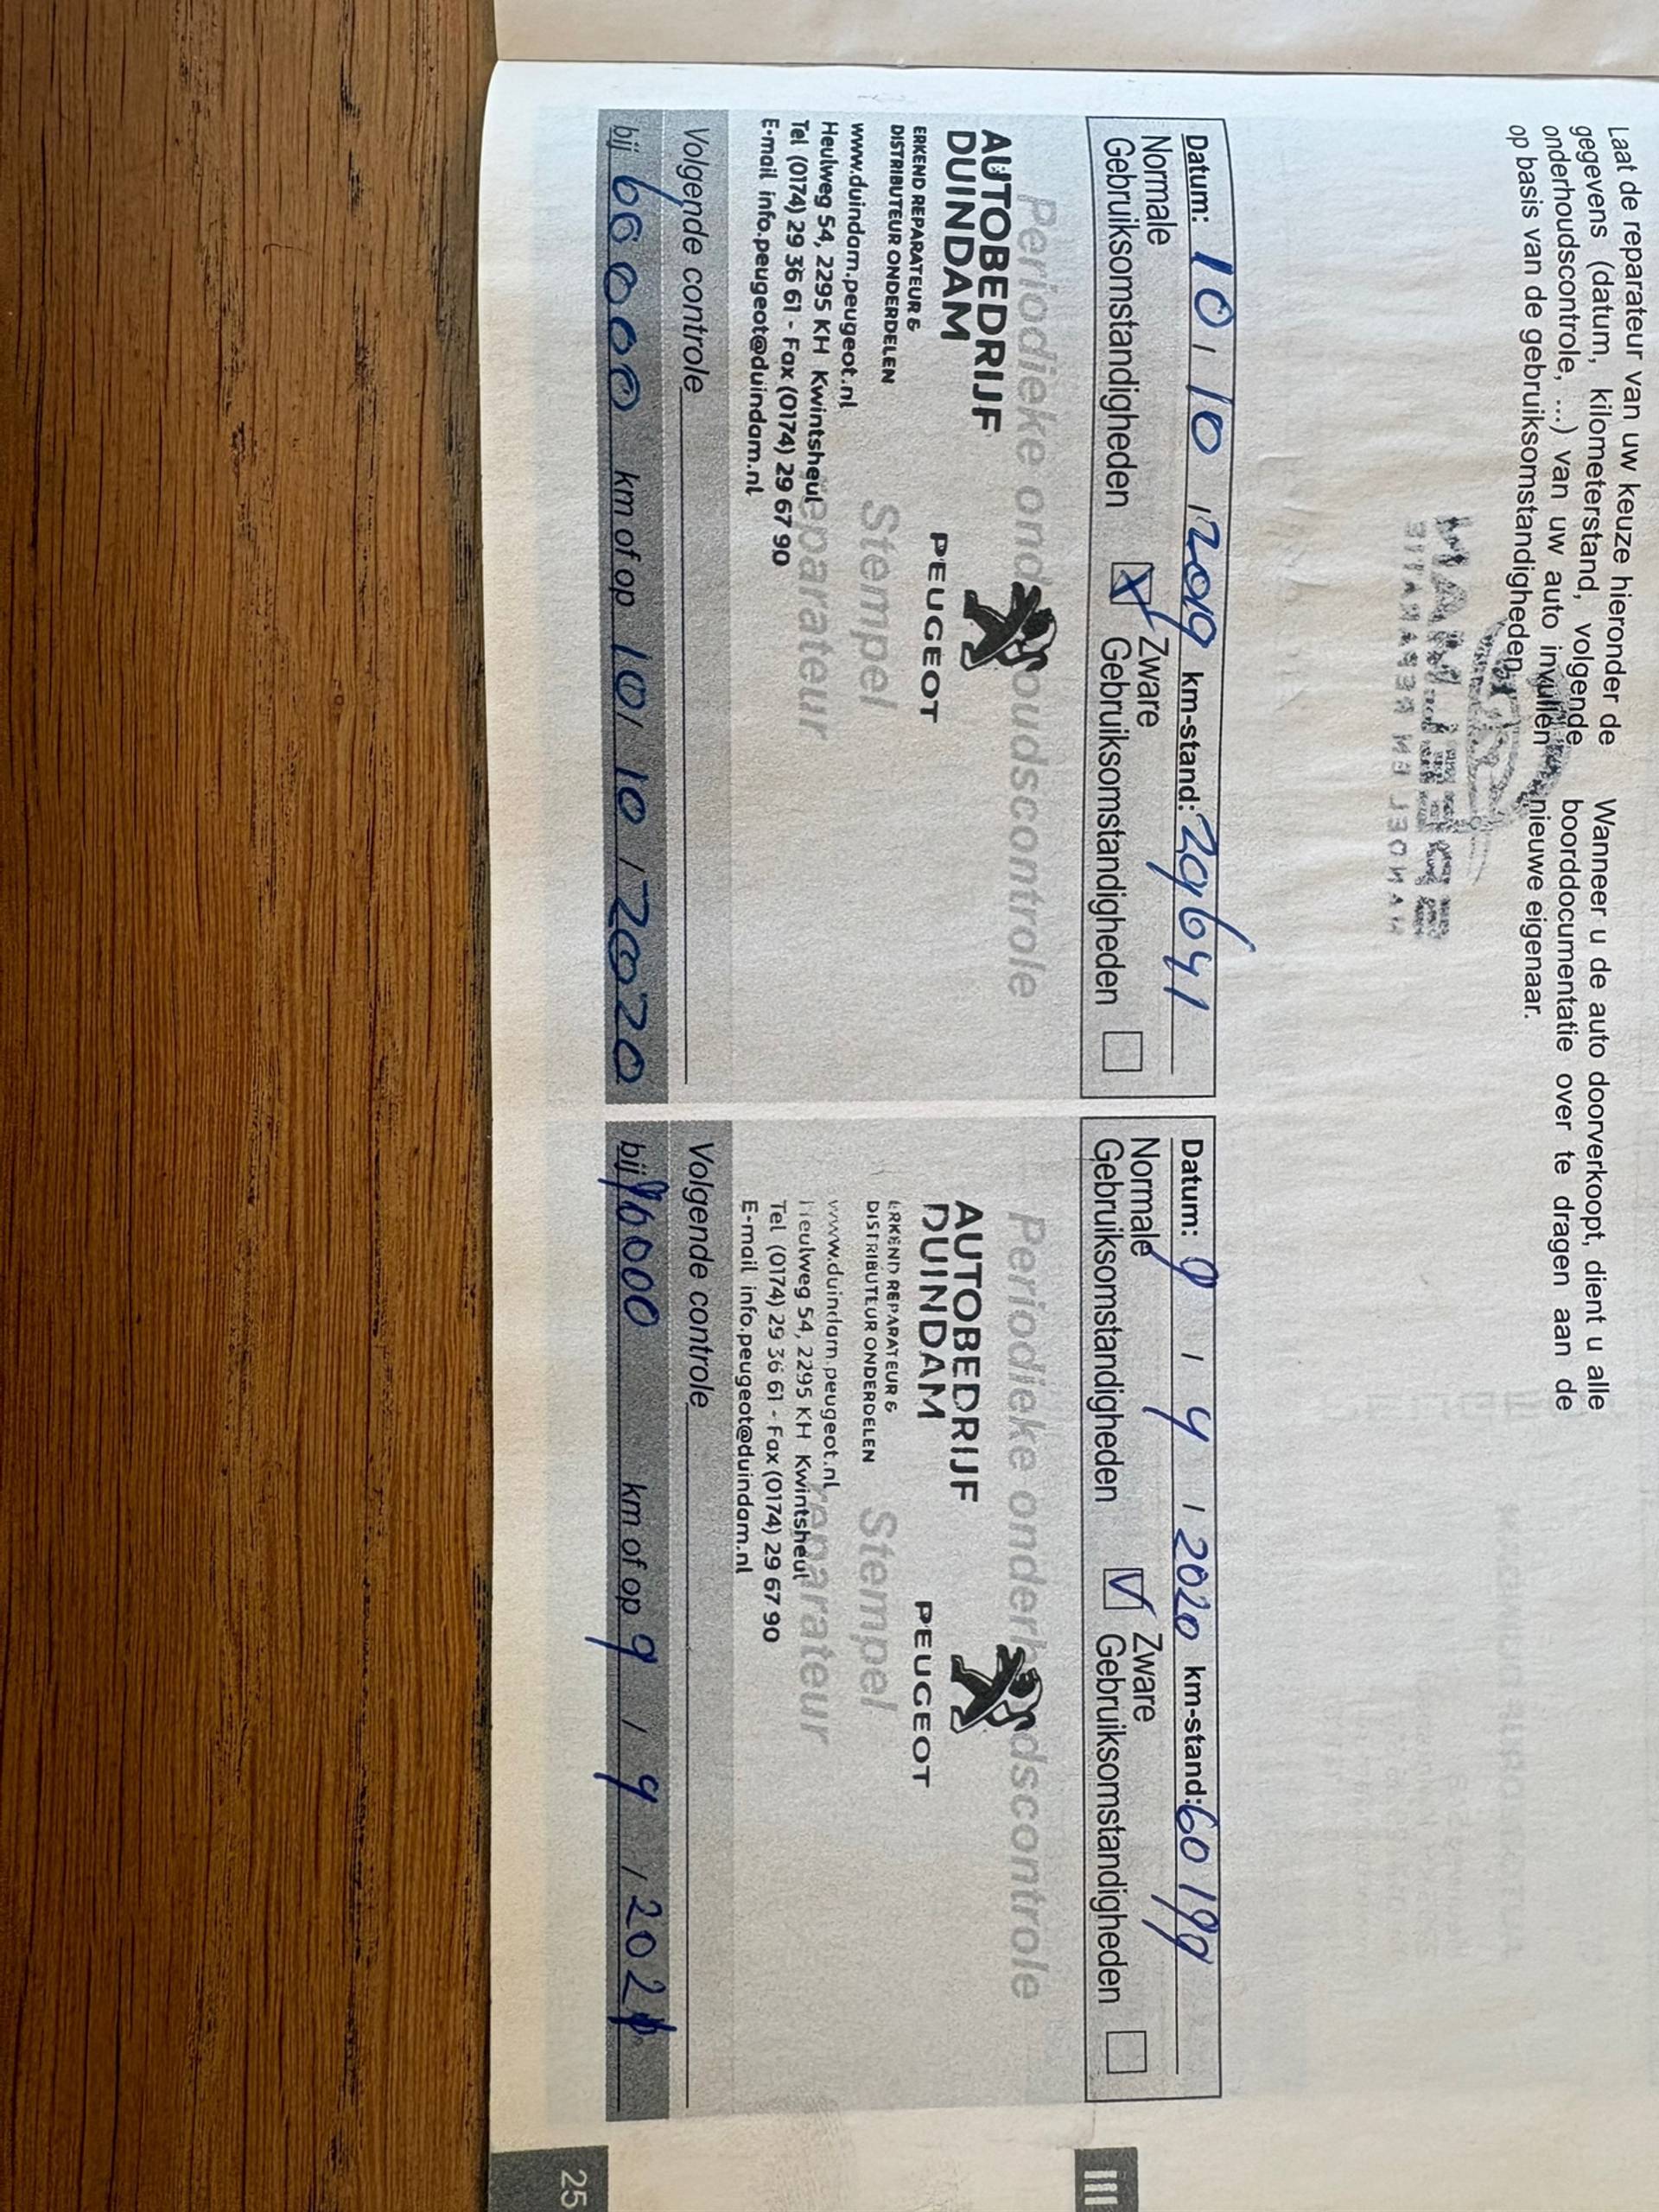 Laat de reparateur van uw keuze hieronder de
gegevens (datum, kilometerstand, volgende
onderhoudscontrole, ...) van uw auto invullen
op basis van de gebruiksomstandigheden.
Wanneer u de auto doorverkoopt, dient u alle
boorddocumentatie over te dragen aan de
nieuwe eigenaar.
Datum: 10 / 10 / 2019 km-stand: 29641
Normale
Gebruiksomstandigheden
Zware
Gebruiksomstandigheden
Periodieke onderhoudscontrole
AUTOBEDRIJF
DUINDAM
ERKEND REPARATEUR &
DISTRIBUTEUR ONDERDELEN
PEUGEOT
Stempel
reparateur
www.duindam.peugeot.nl
Heulweg 54, 2295 KH Kwintsheul
Tel (0174) 29 36 61 - Fax (0174) 29 67 90
E-mail info.peugeot@duindam.nl
Volgende controle
bij 60000 km of op 10 / 10 / 2020
Datum: 9 / 4 / 2020 km-stand: 60199
Normale
Gebruiksomstandigheden
Zware
Gebruiksomstandigheden
Periodieke onderhoudscontrole
AUTOBEDRIJF
DUINDAM
ERKEND REPARATEUR &
DISTRIBUTEUR ONDERDELEN
PEUGEOT
Stempel
reparateur
www.duindam.peugeot.nl
Heulweg 54, 2295 KH Kwintsheul
Tel (0174) 29 36 61 - Fax (0174) 29 67 90
E-mail info.peugeot@duindam.nl
Volgende controle
bij km of op 9 / 9 / 2021
III
25